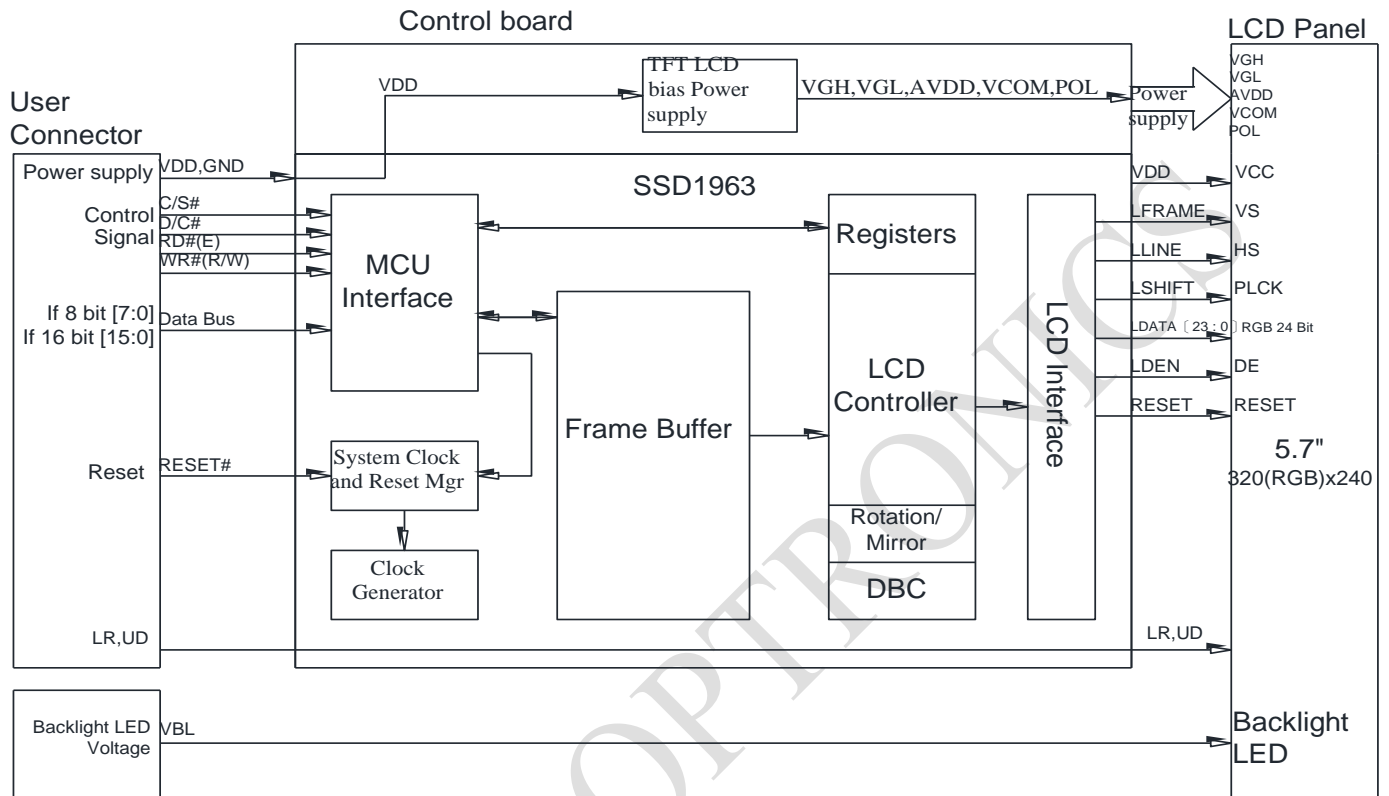 Control board
LCD Panel
User
Connector
VDD
TFT LCD
bias Power
supply
VGH,VGL,AVDD,VCOM,POL
Power
supply
VGH
VGL
AVDD
VCOM
POL
Power supply
VDD,GND
SSD1963
VDD
VCC
Control
Signal
C/S#
D/C#
RD#(E)
WR#(R/W)
MCU
Interface
Registers
LFRAME
VS
LLINE
HS
LSHIFT
PLCK
If 8 bit [7:0]
If 16 bit [15:0]
Data Bus
LDATA〔23:0〕RGB 24 Bit
LCD Interface
LCD
Controller
Frame Buffer
LDEN
DE
RESET
RESET
5.7"
320(RGB)x240
Reset
RESET#
System Clock
and Reset Mgr
Rotation/
Mirror
Clock
Generator
DBC
LR,UD
LR,UD
Backlight LED
Voltage
VBL
Backlight
LED
OPTRONICS